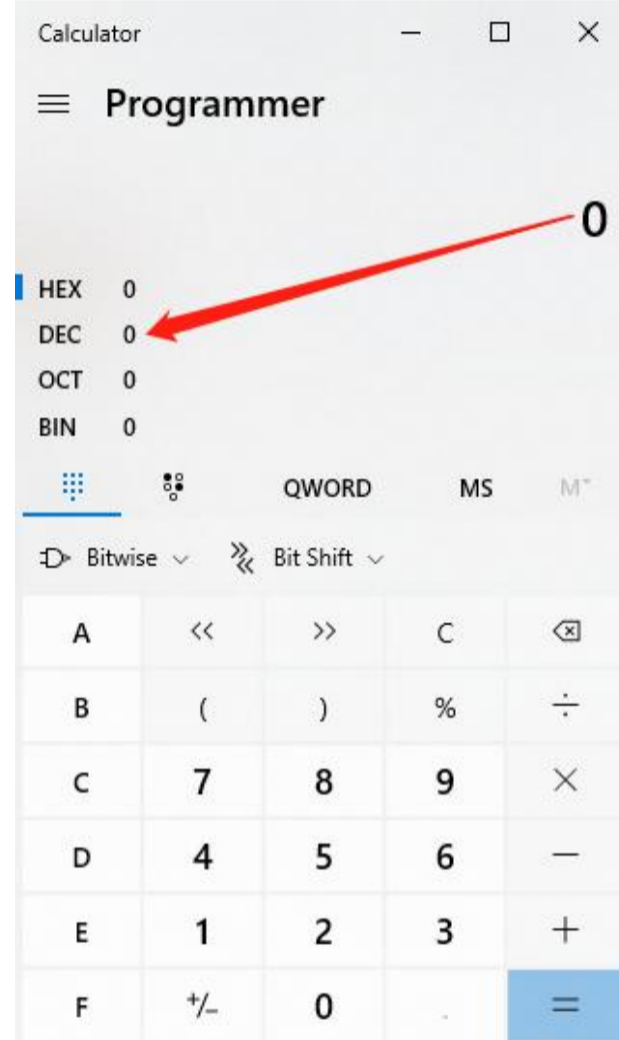 Calculator
Programmer
0
HEX 0
DEC 0
OCT 0
BIN 0
QWORD MS M˅
Bitwise Bit Shift
A << >> C
B ( ) % ÷
C 7 8 9 ×
D 4 5 6 −
E 1 2 3 +
F +/− 0 . =